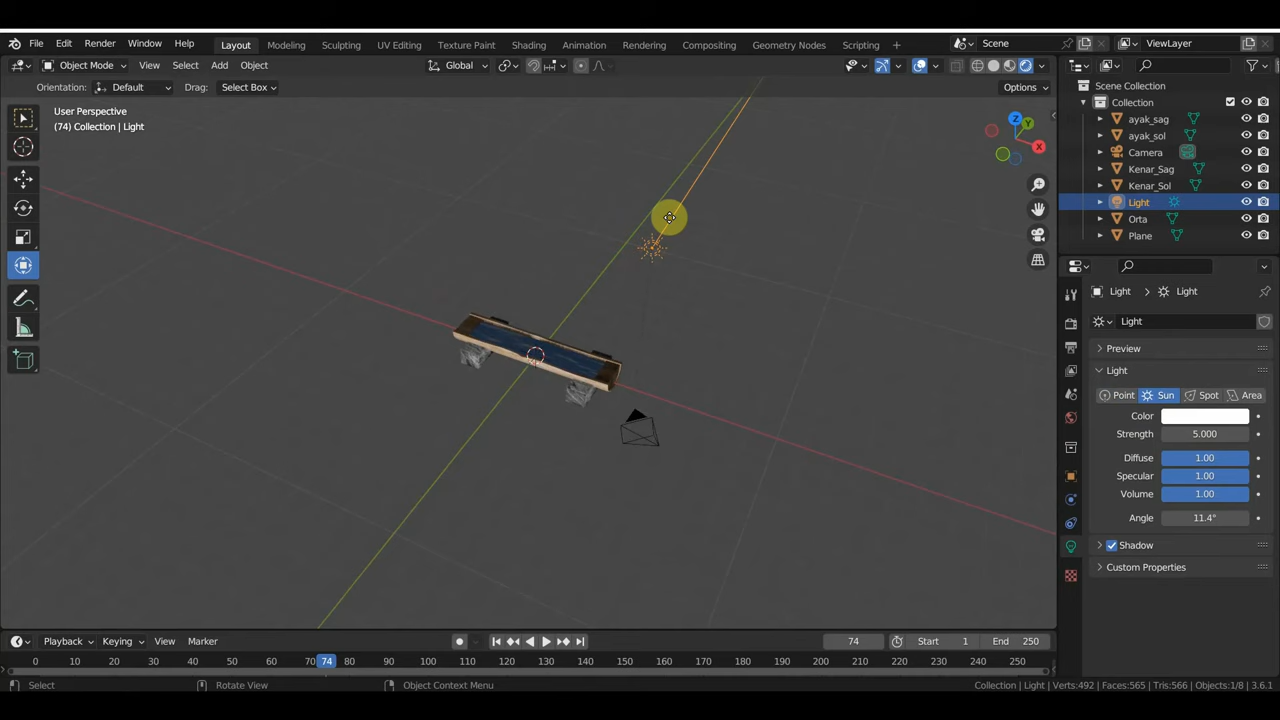 File Edit Render Window Help Layout Modeling Sculpting UV Editing Texture Paint Shading Animation Rendering Compositing Geometry Nodes Scripting + Scene ViewLayer
Object Mode View Select Add Object Global Options
Orientation: Default Drag: Select Box
User Perspective
(74) Collection | Light
Z
Y
X
Scene Collection
Collection
ayak_sag
ayak_sol
Camera
Kenar_Sag
Kenar_Sol
Light
Orta
Plane
Light Light
Light
Preview
Light
Point Sun Spot Area
Color
Strength 5.000
Diffuse 1.00
Specular 1.00
Volume 1.00
Angle 11.4°
Shadow
Custom Properties
Playback Keying View Marker 74 Start 1 End 250
0 10 20 30 40 50 60 70 74 80 90 100 110 120 130 140 150 160 170 180 190 200 210 220 230 240 250
Select Rotate View Object Context Menu Collection | Light | Verts:492 | Faces:565 | Tris:566 | Objects:1/8 | 3.6.1